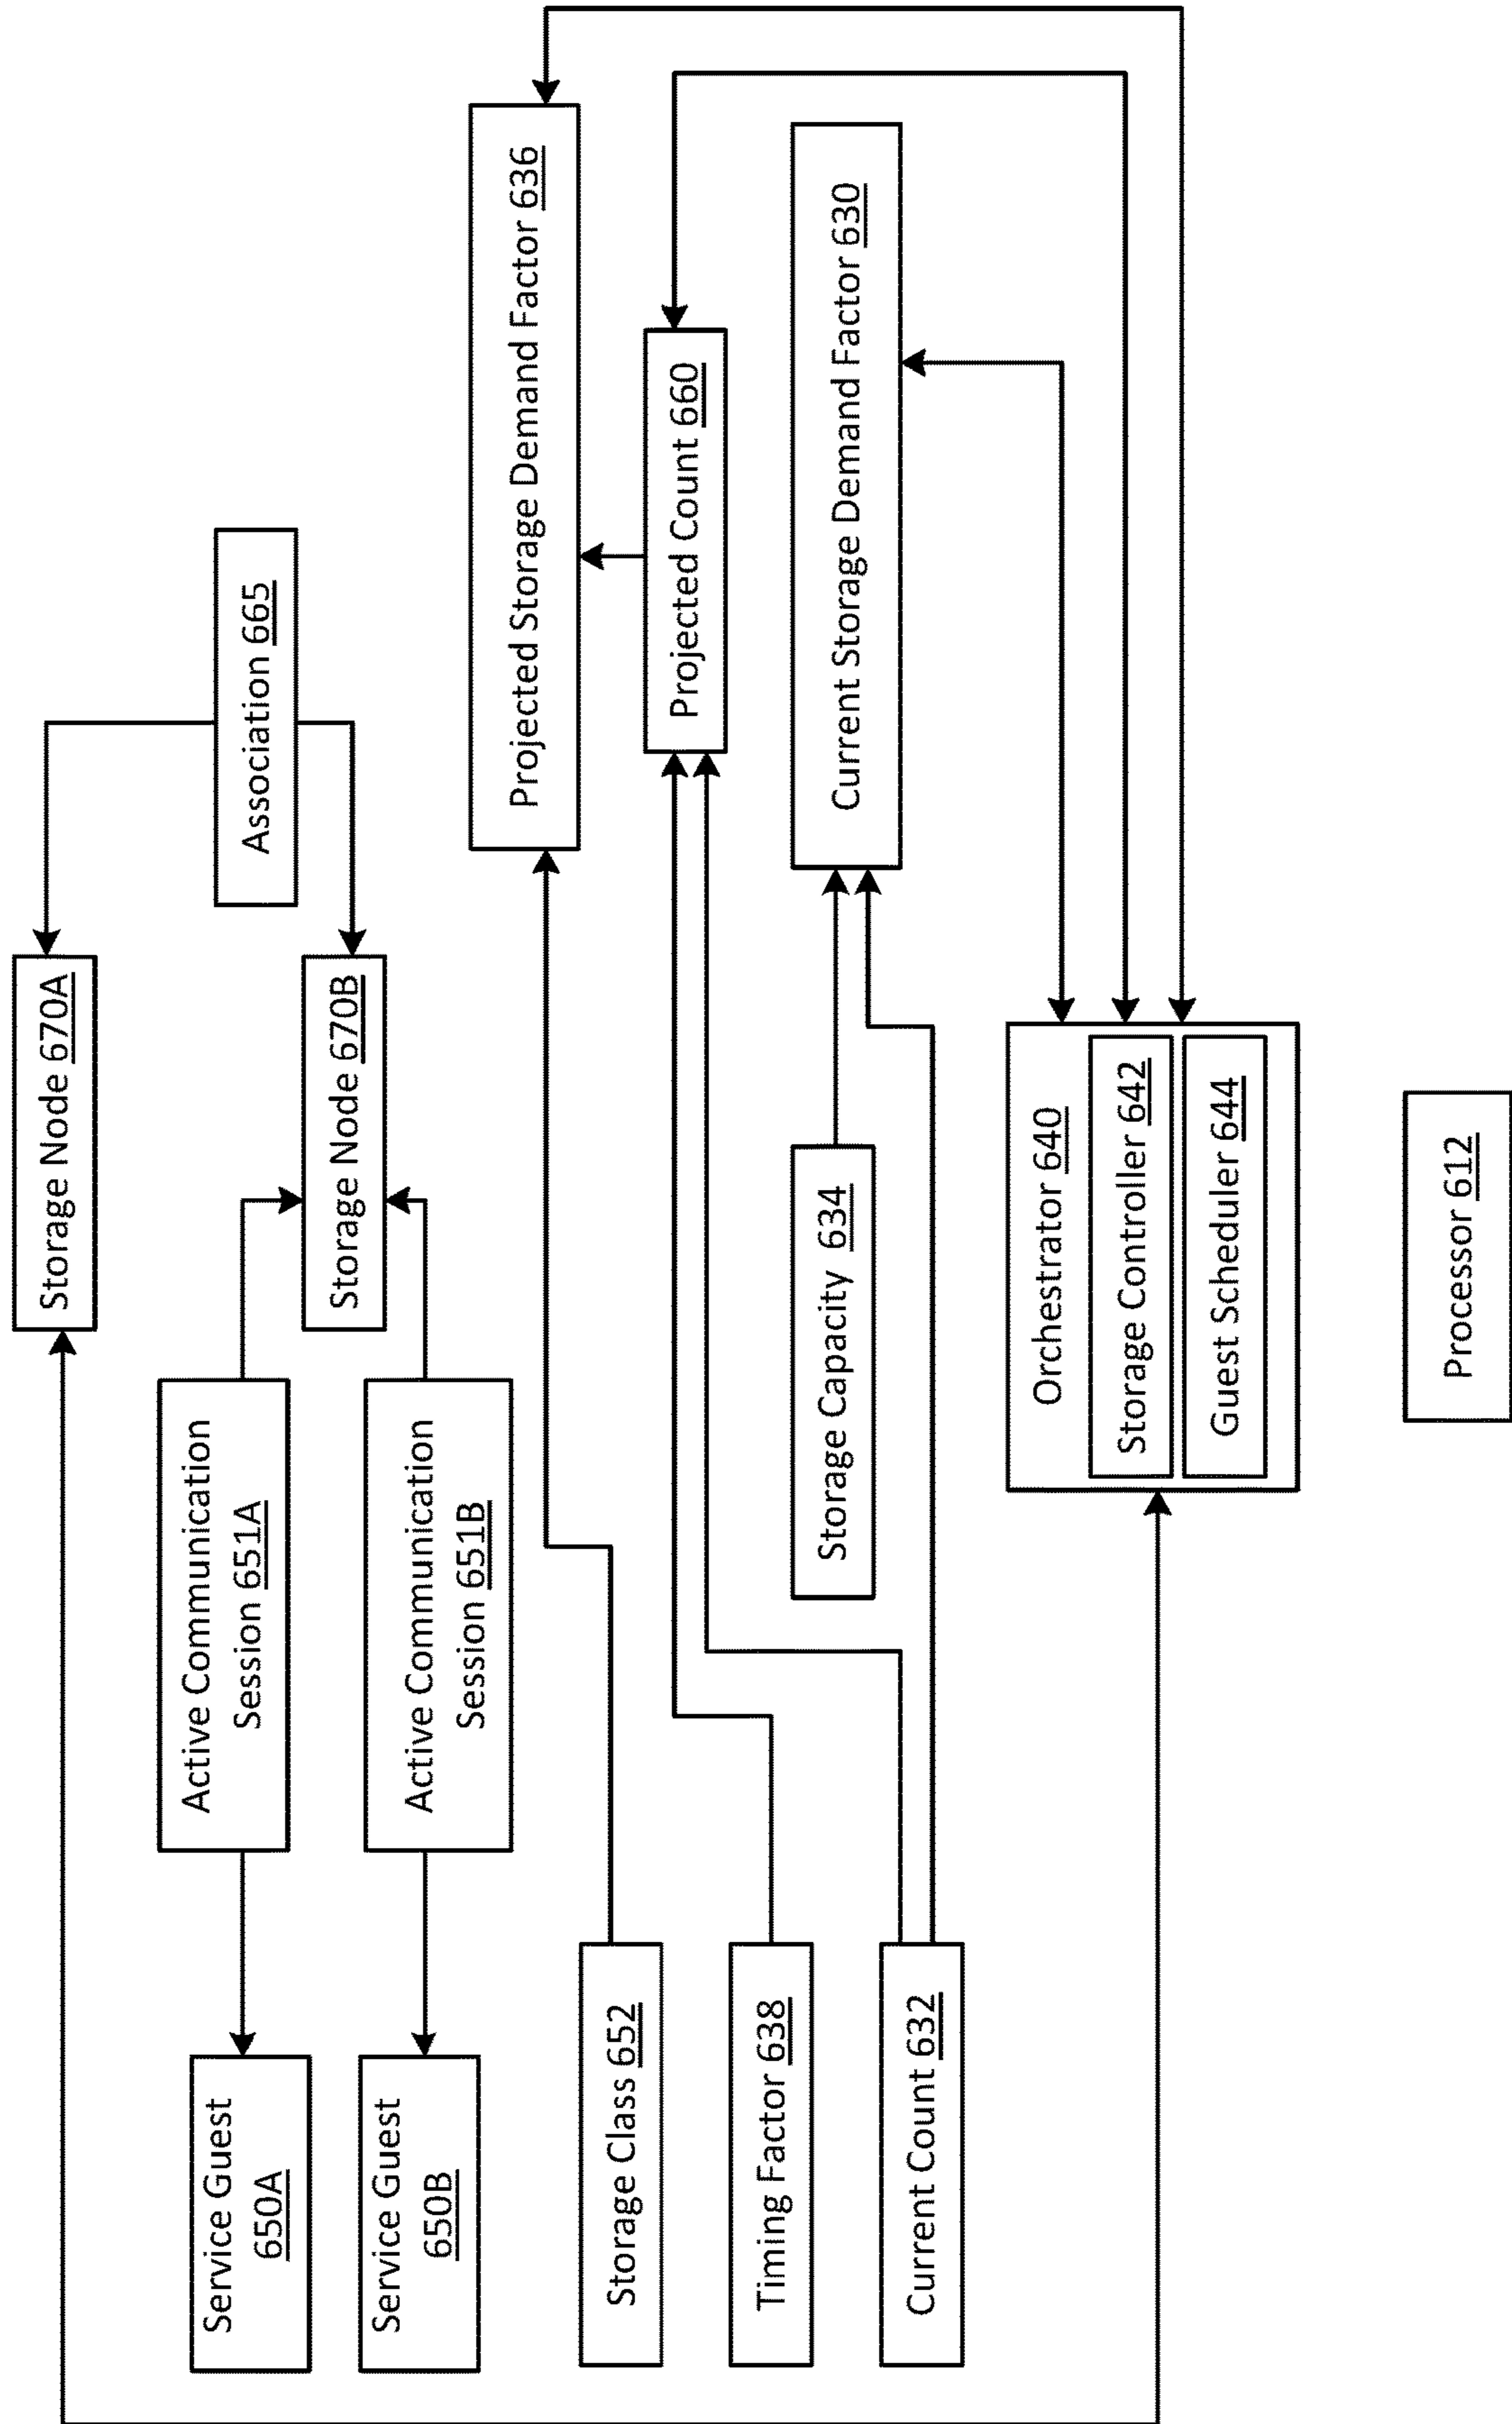 Storage Node 670A
Service Guest
650A
Active Communication
Session 651A
Association 665
Service Guest
650B
Active Communication
Session 651B
Storage Node 670B
Storage Class 652
Projected Storage Demand Factor 636
Timing Factor 638
Projected Count 660
Current Count 632
Storage Capacity 634
Current Storage Demand Factor 630
Orchestrator 640
Storage Controller 642
Guest Scheduler 644
Processor 612